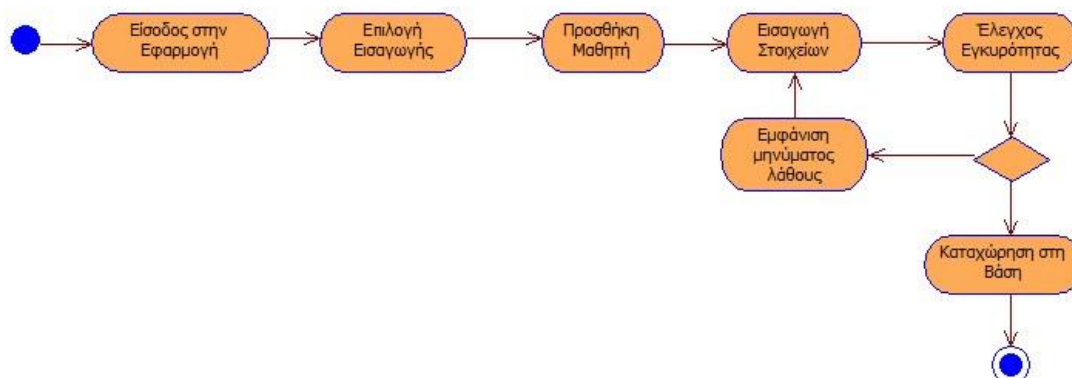 Είσοδος στην
Εφαρμογή
Επιλογή
Εισαγωγής
Προσθήκη
Μαθητή
Εισαγωγή
Στοιχείων
Έλεγχος
Εγκυρότητας
Εμφάνιση
μηνύματος
λάθους
Καταχώρηση στη
Βάση